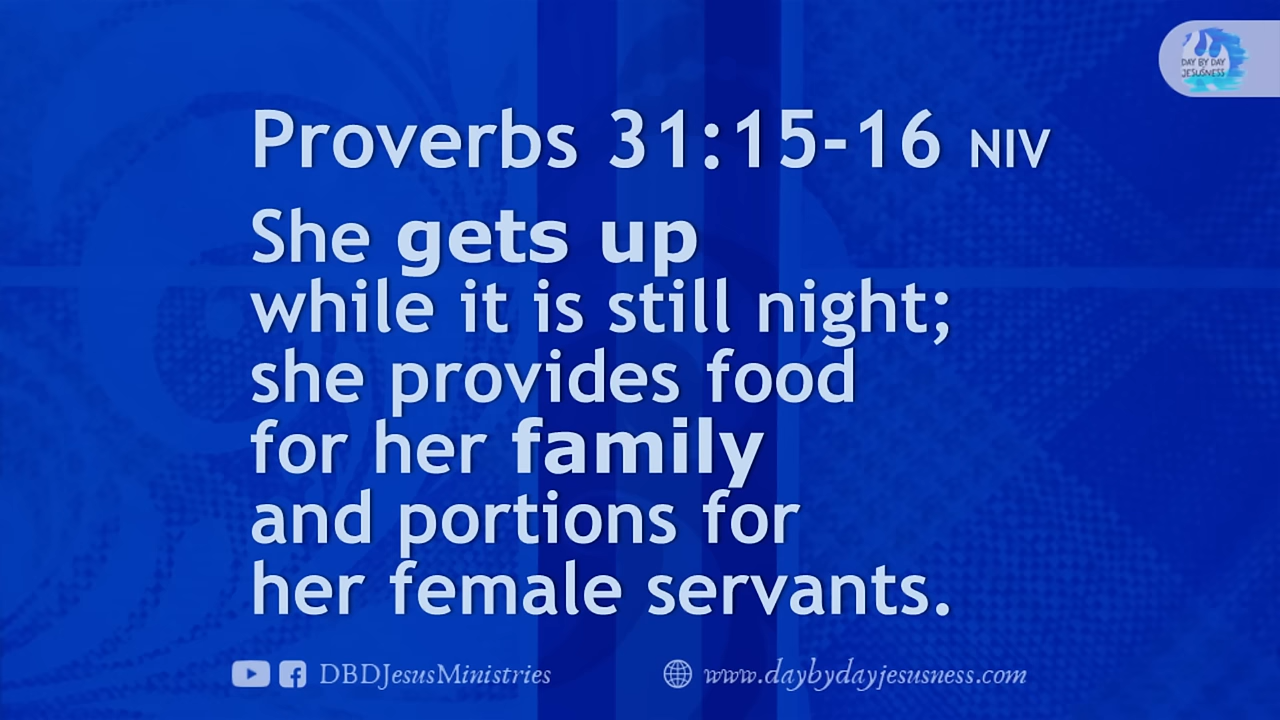 DAY BY DAY
JESUSNESS
Proverbs 31:15-16 NIV
She gets up
while it is still night;
she provides food
for her family
and portions for
her female servants.
DBDJesusMinistries
www.daybydayjesusness.com